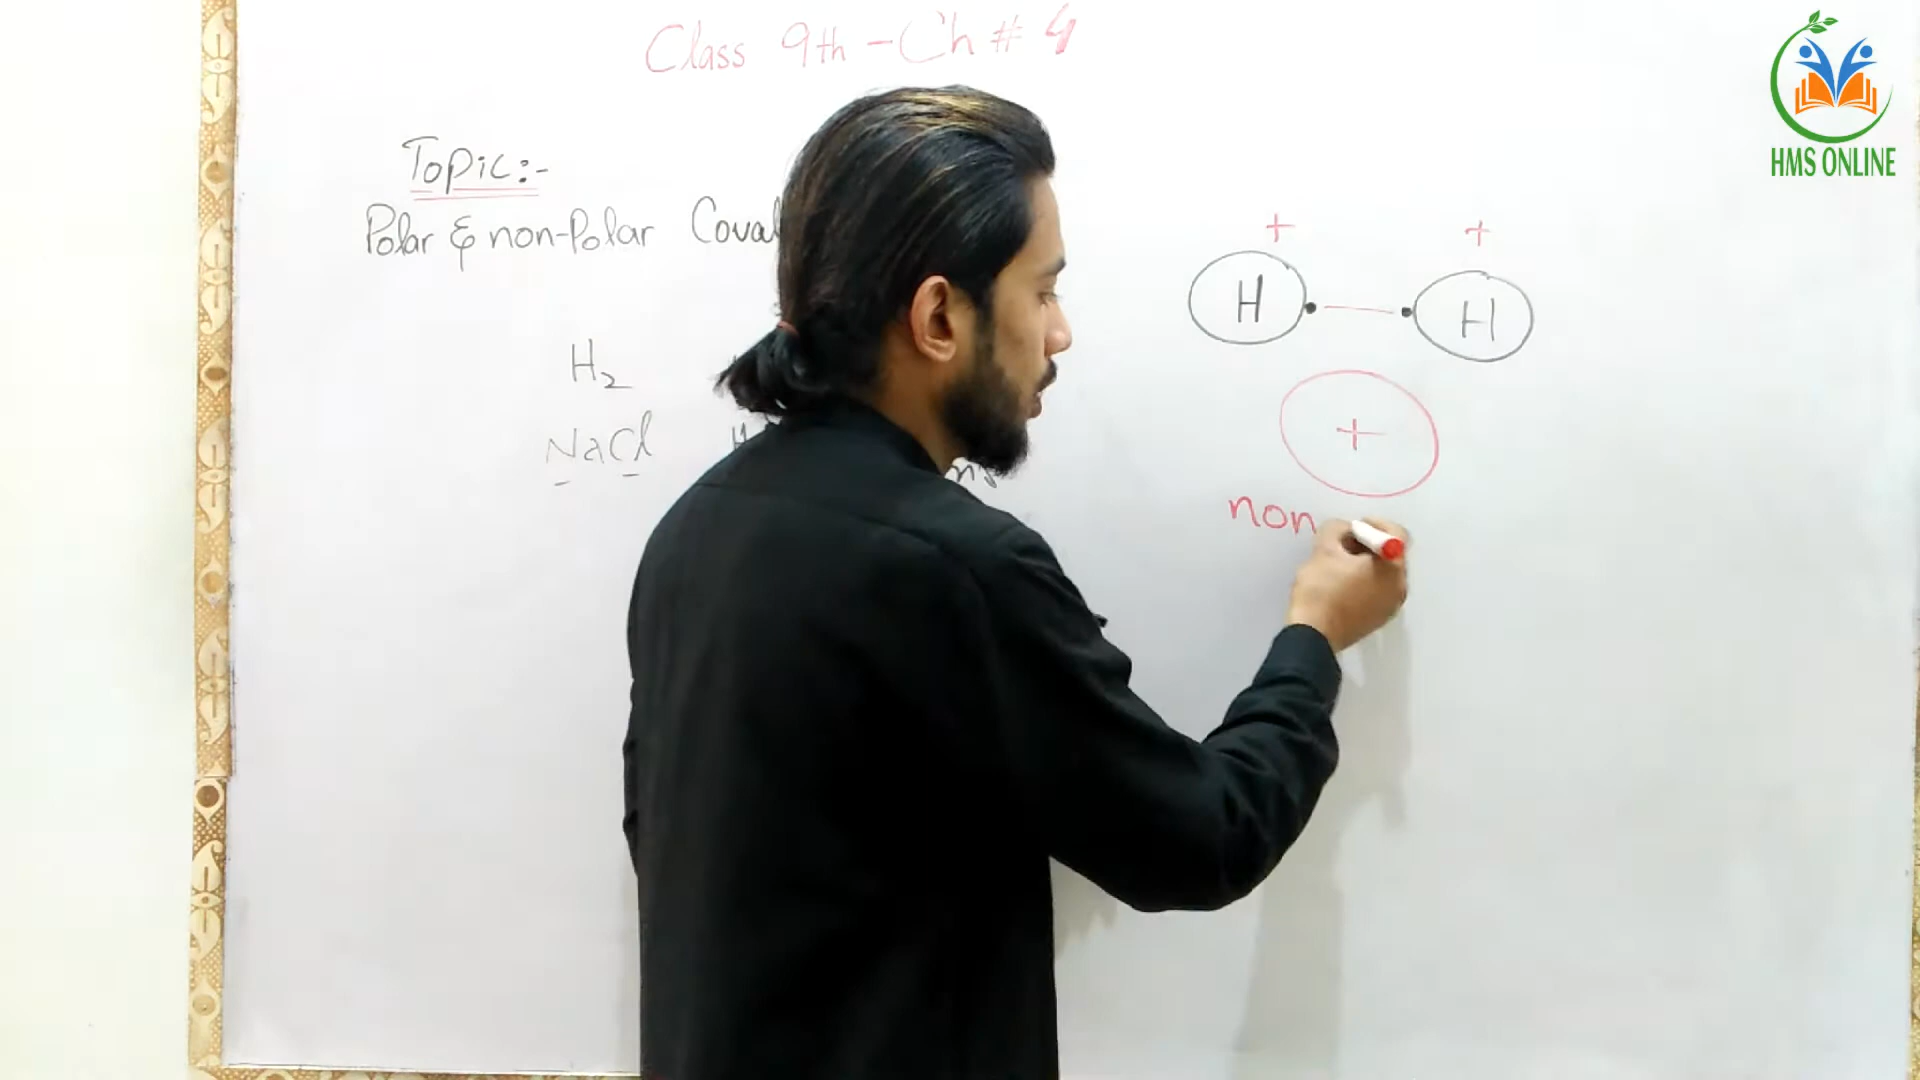 Class 9th - Ch # 4
HMS ONLINE
Topic:-
Polar & non-Polar Coval
+ +
H H
H2
NaCl H
+
non